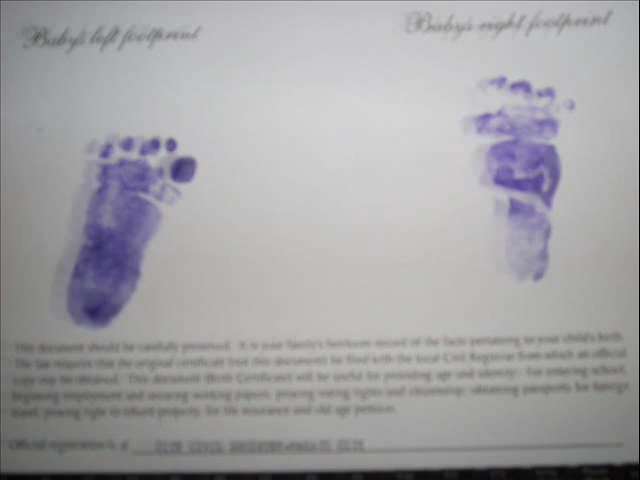 Baby's left footprint
Baby's right footprint
This document should be carefully preserved. It is your family's heirloom record of the facts pertaining to your child's birth.
The law requires that the original certificate (not this document) be filed with the local Civil Registrar from which an official
copy may be obtained. This document (Birth Certificate) will be useful for providing age and identity: For entering school,
beginning employment and securing working papers, proving voting rights and citizenship, obtaining passports for foreign
travel, proving right to inherit property, for life insurance and old age pension.
Official registration is at CIVIL CITY